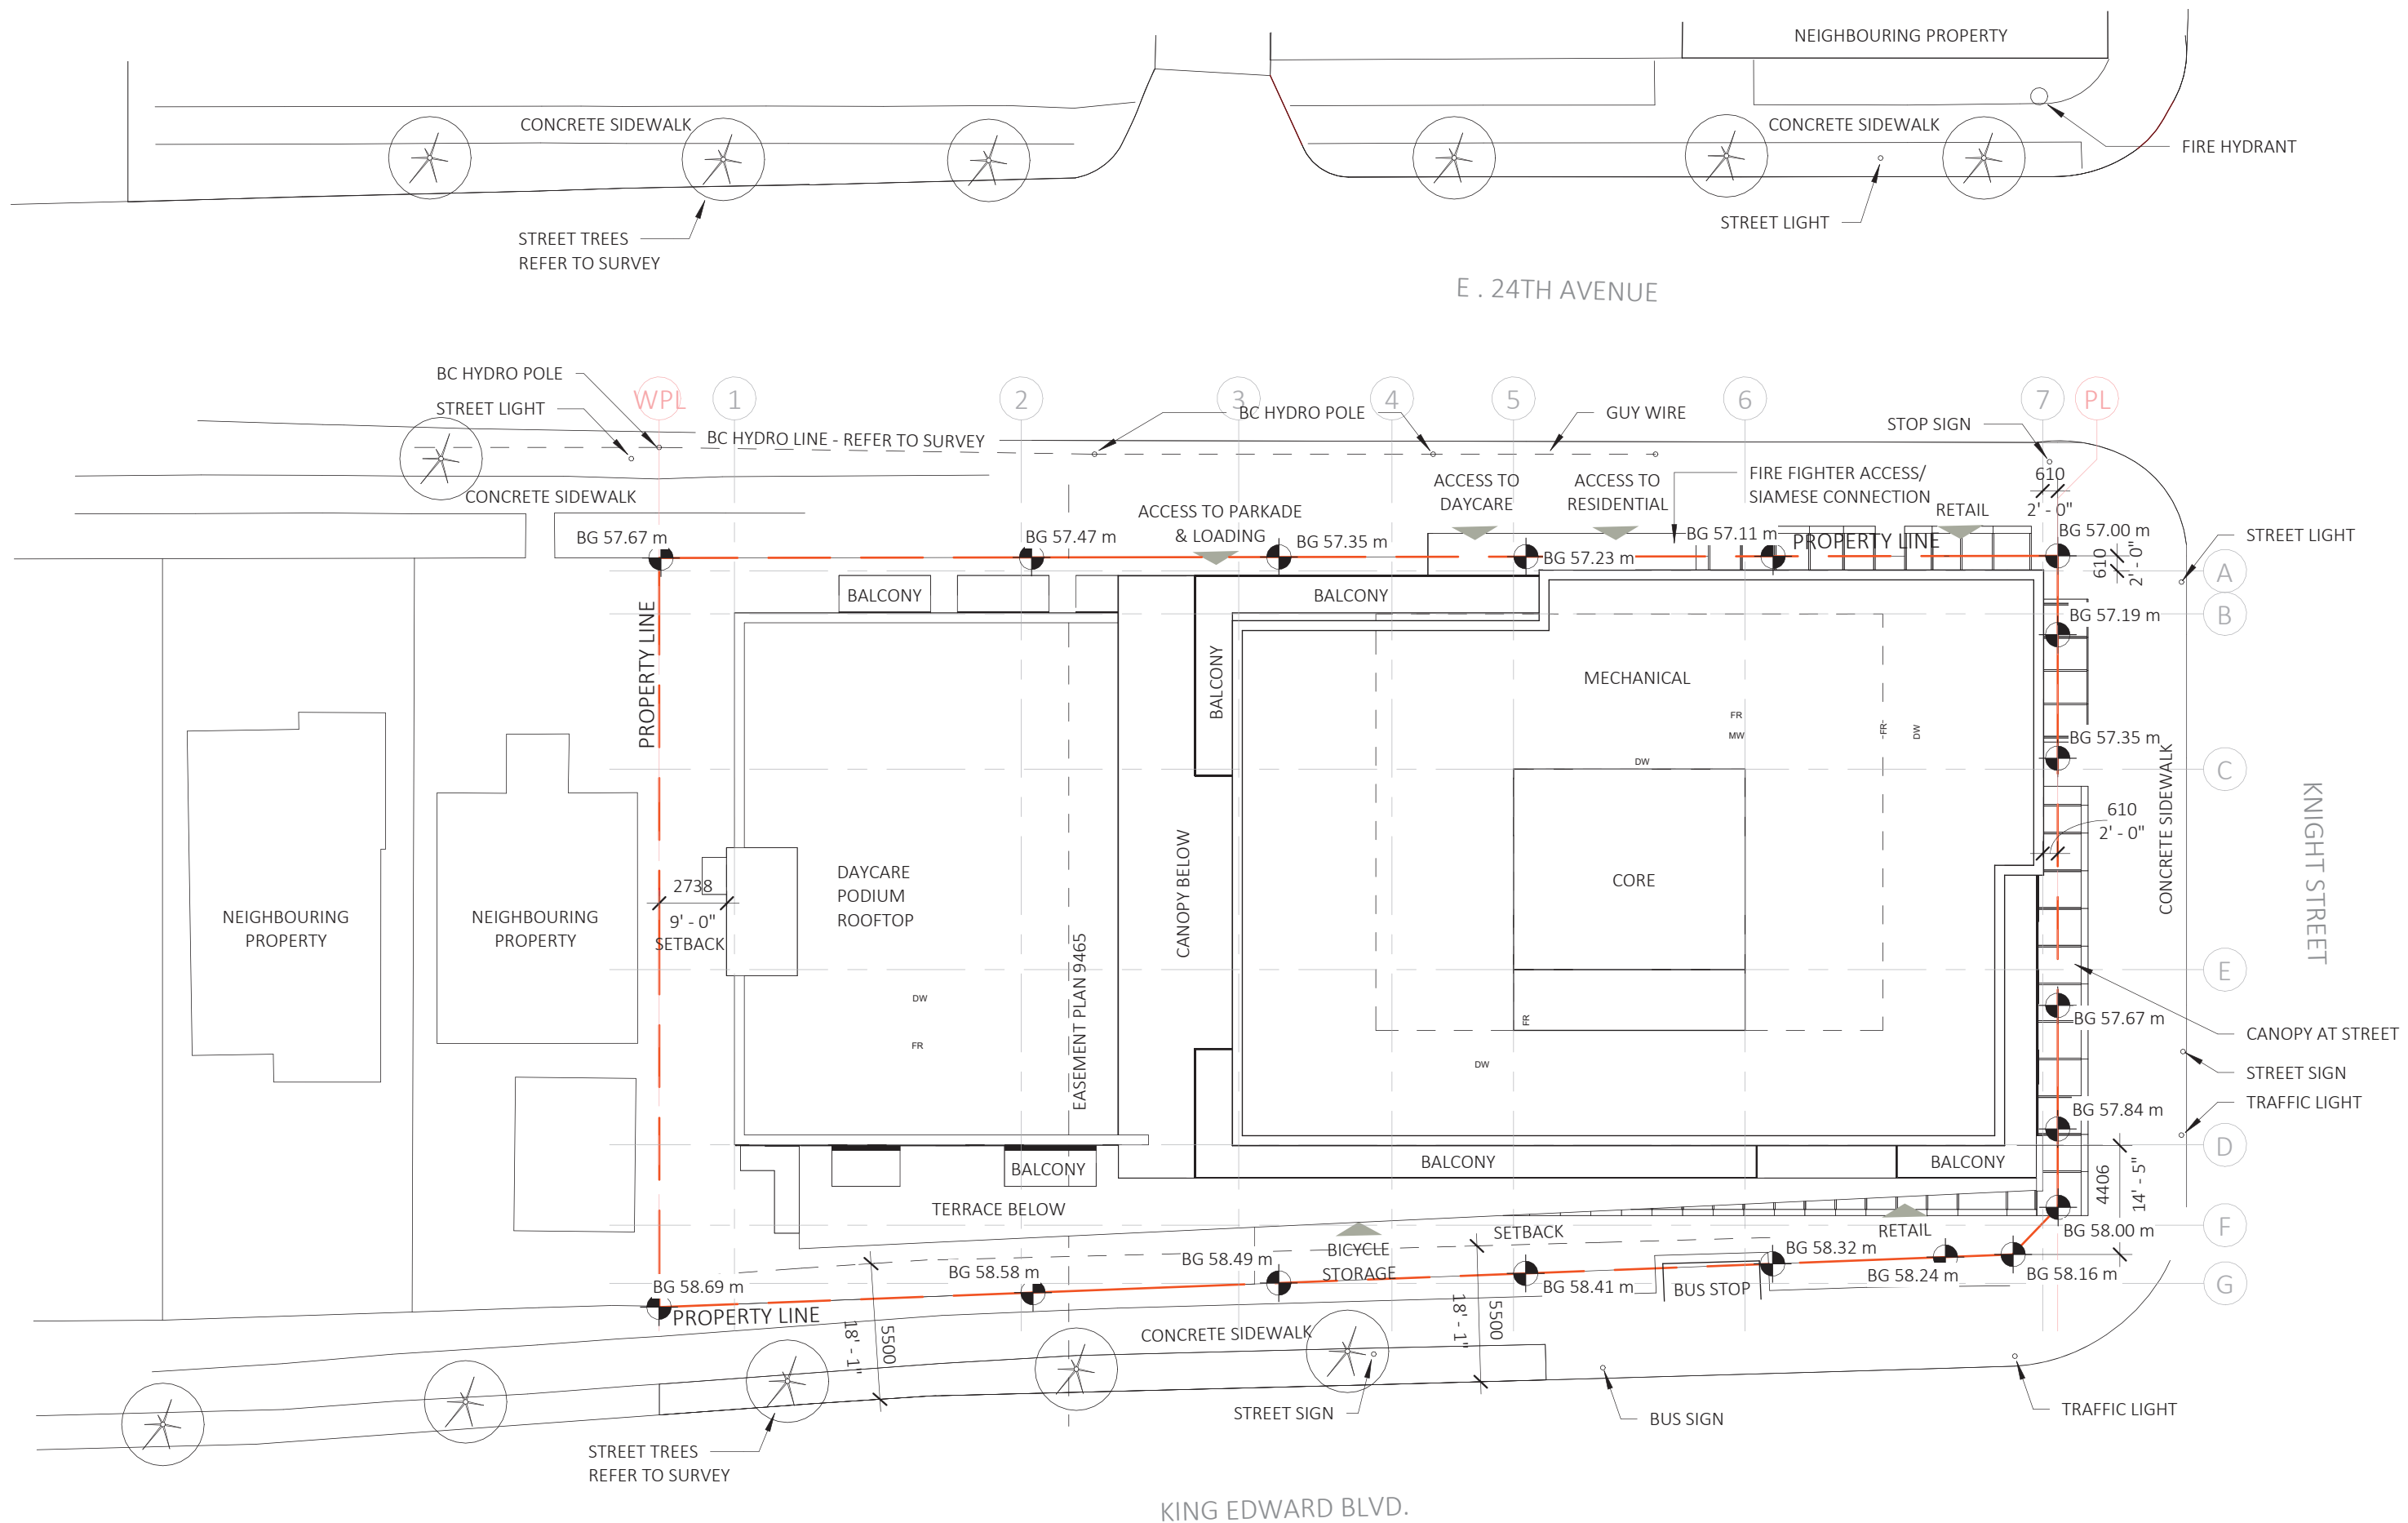 NEIGHBOURING PROPERTY
CONCRETE SIDEWALK
CONCRETE SIDEWALK
FIRE HYDRANT
STREET LIGHT
STREET TREES
REFER TO SURVEY
E . 24TH AVENUE
BC HYDRO POLE
STREET LIGHT
WPL
1
2
3
4
5
6
7
PL
BC HYDRO POLE
GUY WIRE
STOP SIGN
BC HYDRO LINE - REFER TO SURVEY
CONCRETE SIDEWALK
ACCESS TO
DAYCARE
ACCESS TO
RESIDENTIAL
FIRE FIGHTER ACCESS/
SIAMESE CONNECTION
610
2' - 0"
ACCESS TO PARKADE
& LOADING
RETAIL
BG 57.67 m
BG 57.47 m
BG 57.35 m
BG 57.23 m
BG 57.11 m
PROPERTY LINE
BG 57.00 m
STREET LIGHT
610
2' - 0"
A
B
BALCONY
BALCONY
BG 57.19 m
PROPERTY LINE
BALCONY
MECHANICAL
FR
MW
FR
DW
DW
BG 57.35 m
C
610
2' - 0"
CONCRETE SIDEWALK
KNIGHT STREET
NEIGHBOURING
PROPERTY
NEIGHBOURING
PROPERTY
2738
9' - 0"
SETBACK
DAYCARE
PODIUM
ROOFTOP
CANOPY BELOW
CORE
EASEMENT PLAN 9465
DW
FR
FR
DW
E
BG 57.67 m
CANOPY AT STREET
STREET SIGN
TRAFFIC LIGHT
BG 57.84 m
D
BALCONY
BALCONY
BALCONY
4406
14' - 5"
TERRACE BELOW
SETBACK
RETAIL
BG 58.00 m
F
BICYCLE
STORAGE
BG 58.69 m
BG 58.58 m
BG 58.49 m
BG 58.41 m
BG 58.32 m
BG 58.24 m
BG 58.16 m
G
BUS STOP
PROPERTY LINE
5500
18' - 1"
5500
18' - 1"
CONCRETE SIDEWALK
STREET SIGN
BUS SIGN
TRAFFIC LIGHT
STREET TREES
REFER TO SURVEY
KING EDWARD BLVD.